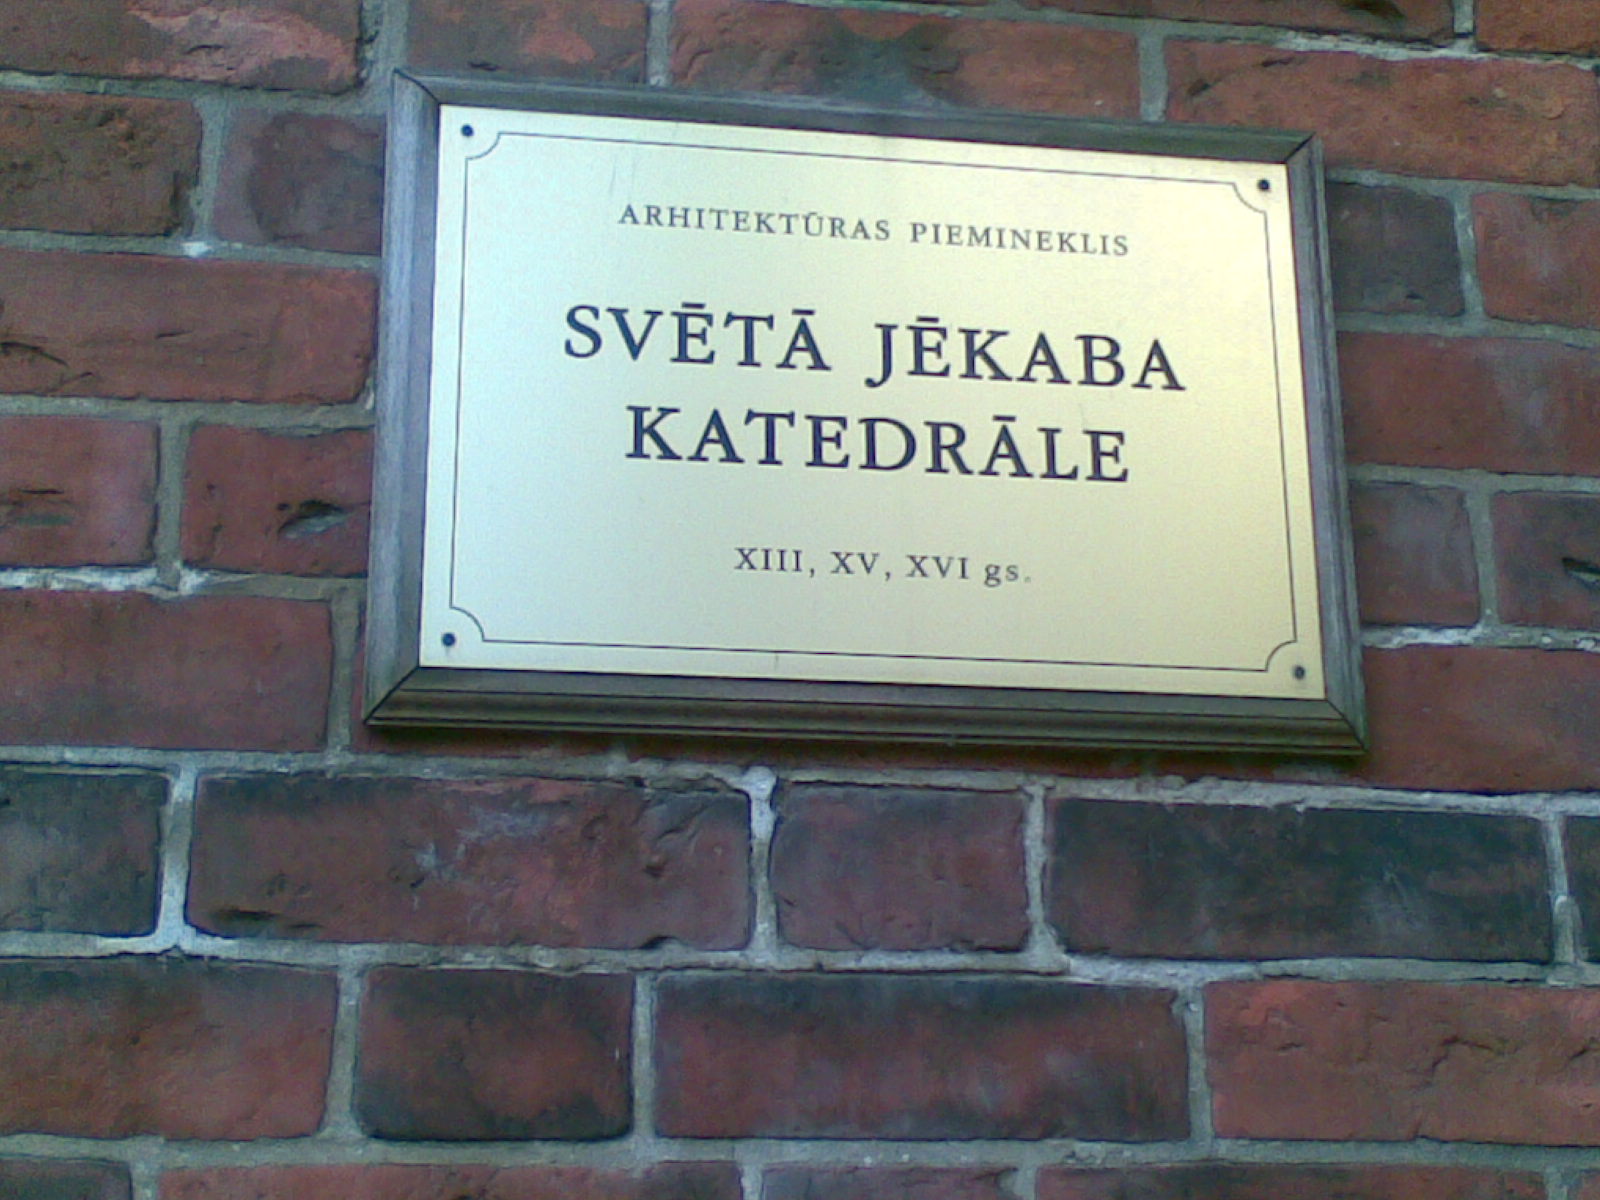 ARHITEKTŪRAS PIEMINEKLIS
SVĒTĀ JĒKABA
KATEDRĀLE
XIII, XV, XVI gs.